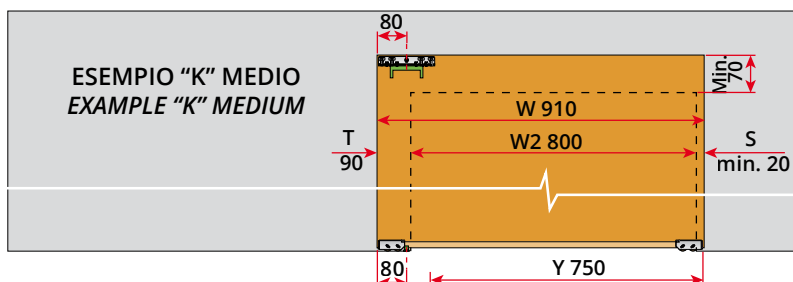 80
ESEMPIO “K” MEDIO
EXAMPLE “K” MEDIUM
Min.
70
W 910
T
90
W2 800
S
min. 20
80
Y 750